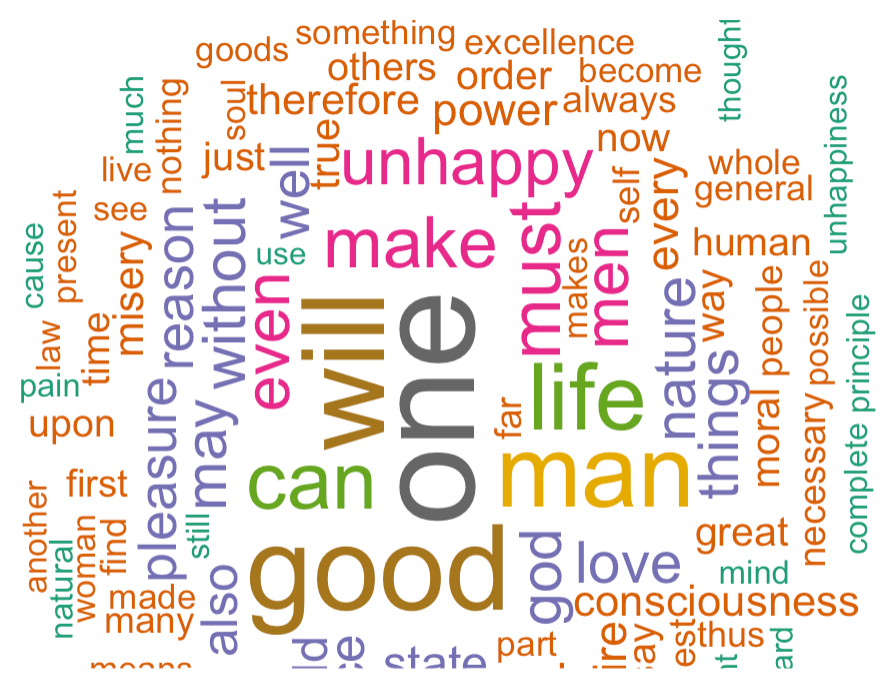 something
goods
excellence
others
order
become
thought
much
nothing
soul
therefore
power
always
now
live
just
well
true
unhappy
self
every
whole
general
unhappiness
see
misery
reason
without
use
make
must
makes
men
human
cause
present
even
will
one
nature
way
people
possible
law
time
pain
pleasure
may
far
life
things
moral
necessary
principle
upon
can
man
complete
another
first
natural
woman
find
still
good
god
love
great
mind
made
many
also
consciousness
part
thus
state
means